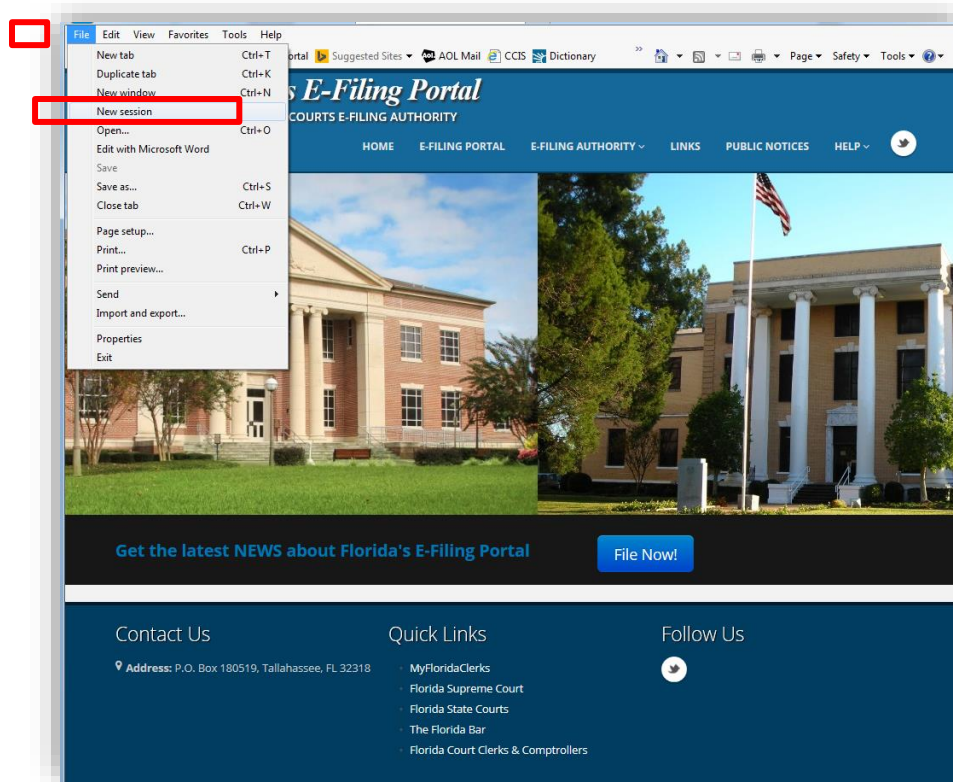 File Edit View Favorites Tools Help
New tab Ctrl+T
Duplicate tab Ctrl+K
New window Ctrl+N
New session
Open... Ctrl+O
Edit with Microsoft Word
Save
Save as... Ctrl+S
Close tab Ctrl+W
Page setup...
Print... Ctrl+P
Print preview...
Send
Import and export...
Properties
Exit
Suggested Sites AOL Mail CCIS Dictionary » Page Safety Tools
E-Filing Portal
COURTS E-FILING AUTHORITY
HOME E-FILING PORTAL E-FILING AUTHORITY LINKS PUBLIC NOTICES HELP
Get the latest NEWS about Florida's E-Filing Portal
File Now!
Contact Us
Address: P.O. Box 180519, Tallahassee, FL 32318
Quick Links
MyFloridaClerks
Florida Supreme Court
Florida State Courts
The Florida Bar
Florida Court Clerks & Comptrollers
Follow Us